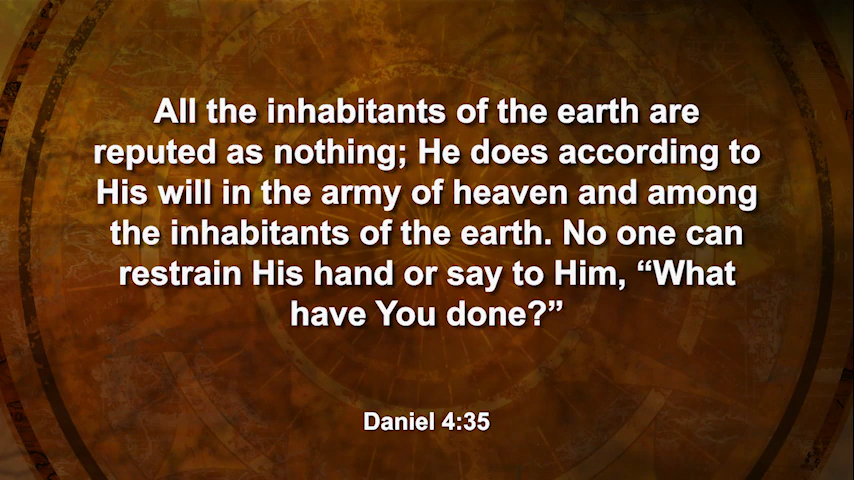 All the inhabitants of the earth are
reputed as nothing; He does according to
His will in the army of heaven and among
the inhabitants of the earth. No one can
restrain His hand or say to Him, “What
have You done?”
Daniel 4:35